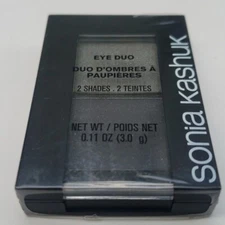 EYE DUO
DUO D'OMBRES À
PAUPIÈRES
2 SHADES . 2 TEINTES
NET WT / POIDS NET
0.11 OZ (3.0 g)
sonia kashuk